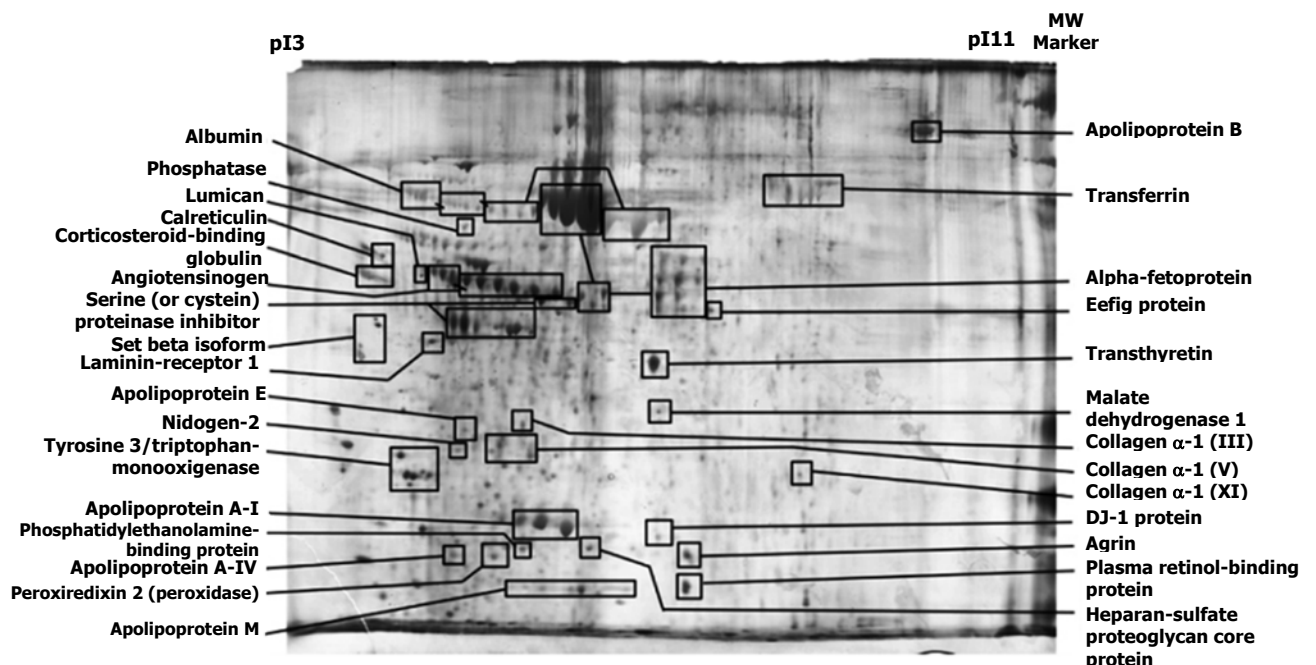 pI3
pI11
MW
Marker
Albumin
Phosphatase
Lumican
Calreticulin
Corticosteroid-binding
globulin
Angiotensinogen
Serine (or cystein)
proteinase inhibitor
Set beta isoform
Laminin-receptor 1
Apolipoprotein E
Nidogen-2
Tyrosine 3/triptophan-
monooxigenase
Apolipoprotein A-I
Phosphatidylethanolamine-
binding protein
Apolipoprotein A-IV
Peroxiredixin 2 (peroxidase)
Apolipoprotein M
Apolipoprotein B
Transferrin
Alpha-fetoprotein
Eefig protein
Transthyretin
Malate
dehydrogenase 1
Collagen α-1 (III)
Collagen α-1 (V)
Collagen α-1 (XI)
DJ-1 protein
Agrin
Plasma retinol-binding
protein
Heparan-sulfate
proteoglycan core
protein